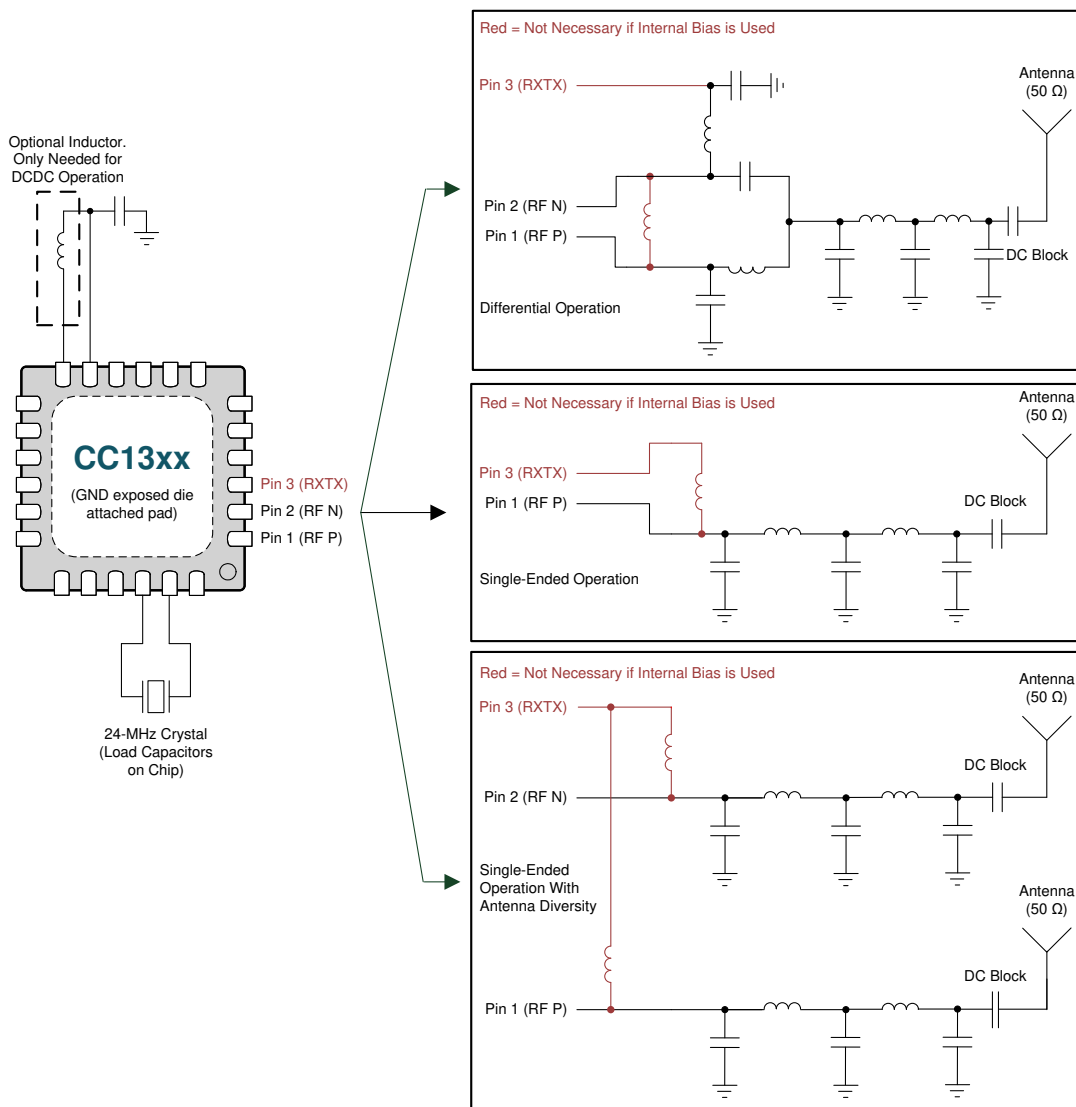 Optional Inductor.
Only Needed for
DCDC Operation
CC13xx
(GND exposed die
attached pad)
Pin 3 (RXTX)
Pin 2 (RF N)
Pin 1 (RF P)
24-MHz Crystal
(Load Capacitors
on Chip)
Red = Not Necessary if Internal Bias is Used
Pin 3 (RXTX)
Antenna
(50 Ω)
Pin 2 (RF N)
Pin 1 (RF P)
DC Block
Differential Operation
Red = Not Necessary if Internal Bias is Used
Antenna
(50 Ω)
Pin 3 (RXTX)
Pin 1 (RF P)
DC Block
Single-Ended Operation
Red = Not Necessary if Internal Bias is Used
Antenna
(50 Ω)
Pin 3 (RXTX)
DC Block
Pin 2 (RF N)
Single-Ended
Operation With
Antenna Diversity
Antenna
(50 Ω)
DC Block
Pin 1 (RF P)